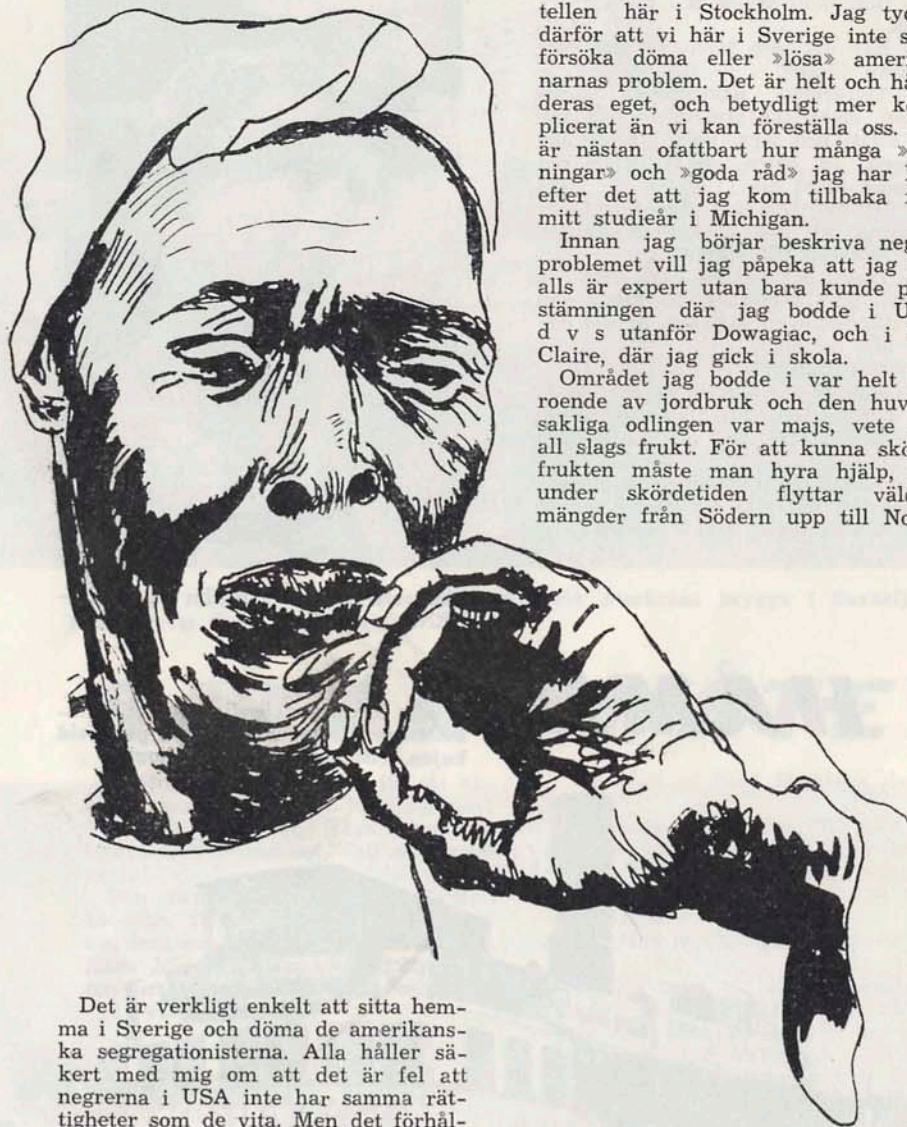 Det är verkligt enkelt att sitta hem-
ma i Sverige och döma de amerikans-
ka segregationisterna. Alla håller sä-
kert med mig om att det är fel att
negrerna i USA inte har samma rät-
tigheter som de vita. Men det förhål-
tellen här i Stockholm. Jag tyc
därför att vi här i Sverige inte s
försöka döma eller »lösa» ameri
narnas problem. Det är helt och hå
deras eget, och betydligt mer ko
plicerat än vi kan föreställa oss.
är nästan ofattbart hur många »
ningar» och »goda råd» jag har
efter det att jag kom tillbaka
mitt studieår i Michigan.
Innan jag börjar beskriva neg
problemet vill jag påpeka att jag
alls är expert utan bara kunde p
stämningen där jag bodde i U
d v s utanför Dowagiac, och i
Claire, där jag gick i skola.
Området jag bodde i var helt
roende av jordbruk och den huv
sakliga odlingen var majs, vete
all slags frukt. För att kunna skö
frukten måste man hyra hjälp,
under skördetiden flyttar väld
mängder från Södern upp till No